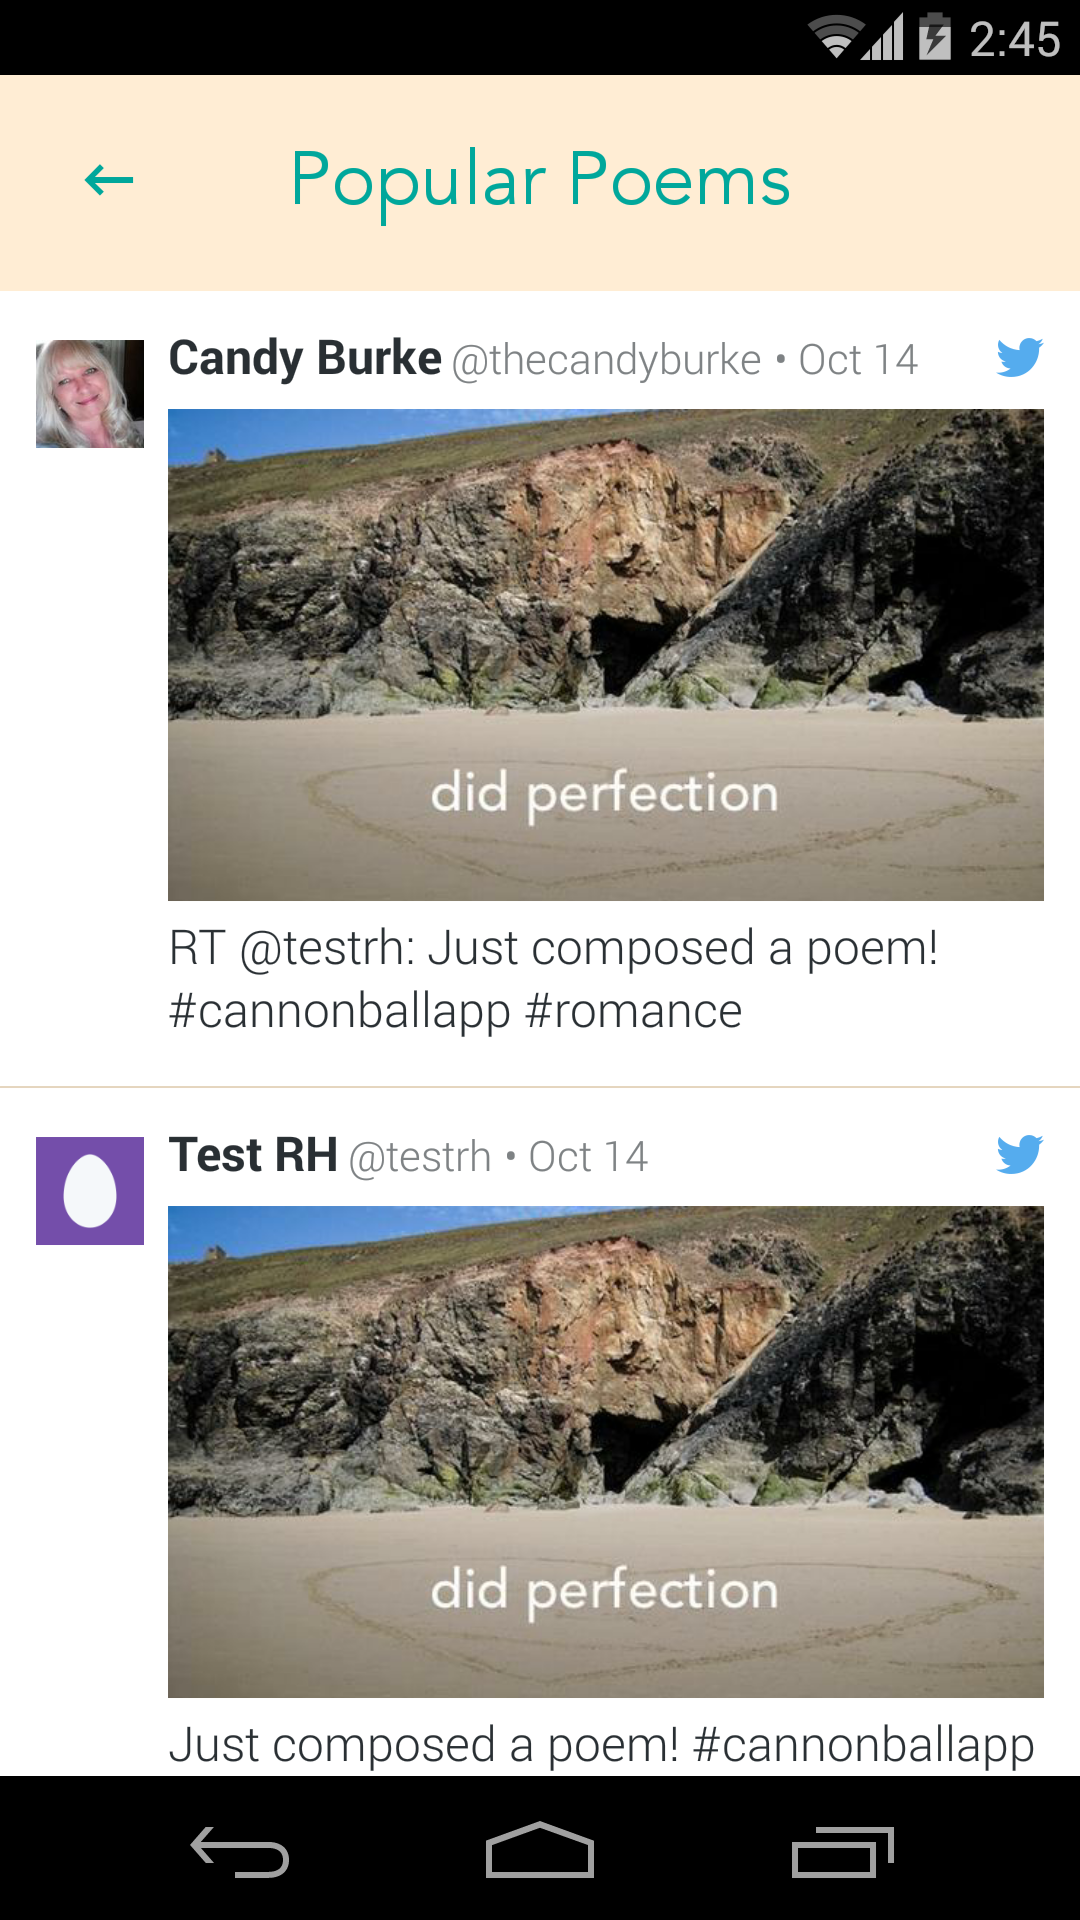 2:45
Popular Poems
Candy Burke @thecandyburke • Oct 14
did perfection
RT @testrh: Just composed a poem!
#cannonballapp #romance
Test RH @testrh • Oct 14
did perfection
Just composed a poem! #cannonballapp